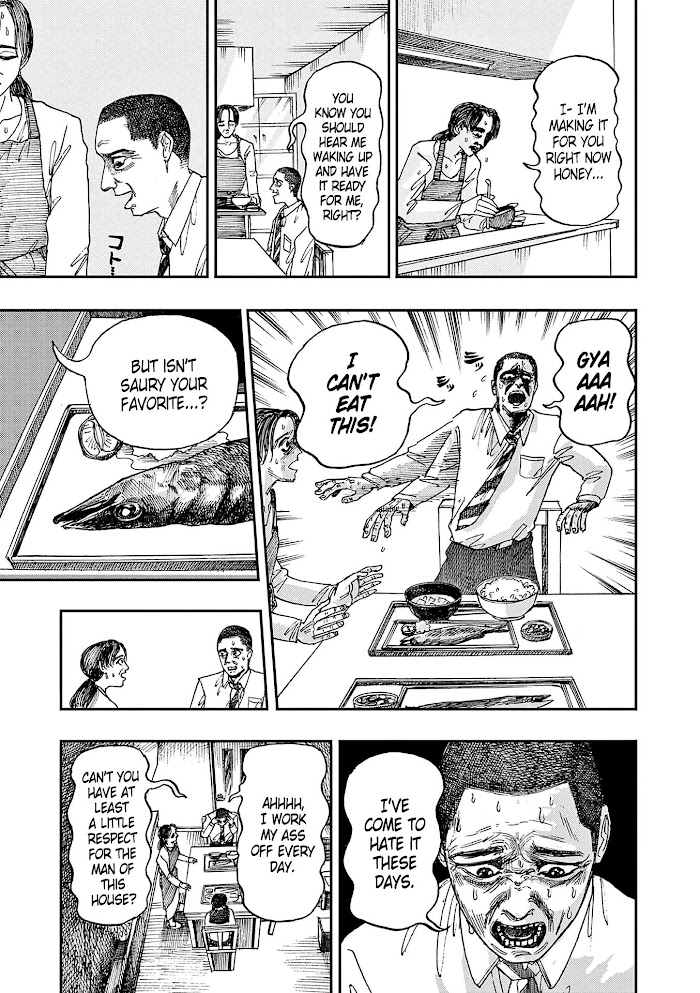 I- I'M
MAKING IT
FOR YOU
RIGHT NOW
HONEY...
YOU
KNOW YOU
SHOULD
HEAR ME
WAKING UP
AND HAVE
IT READY
FOR ME,
RIGHT?
コト…
GYA
AAA
AAH!
I
CAN'T
EAT
THIS!
BUT ISN'T
SAURY YOUR
FAVORITE...?
I'VE
COME TO
HATE IT
THESE
DAYS.
AHHHH,
I WORK
MY ASS
OFF EVERY
DAY.
CAN'T YOU
HAVE AT
LEAST
A LITTLE
RESPECT
FOR THE
MAN OF
THIS
HOUSE?